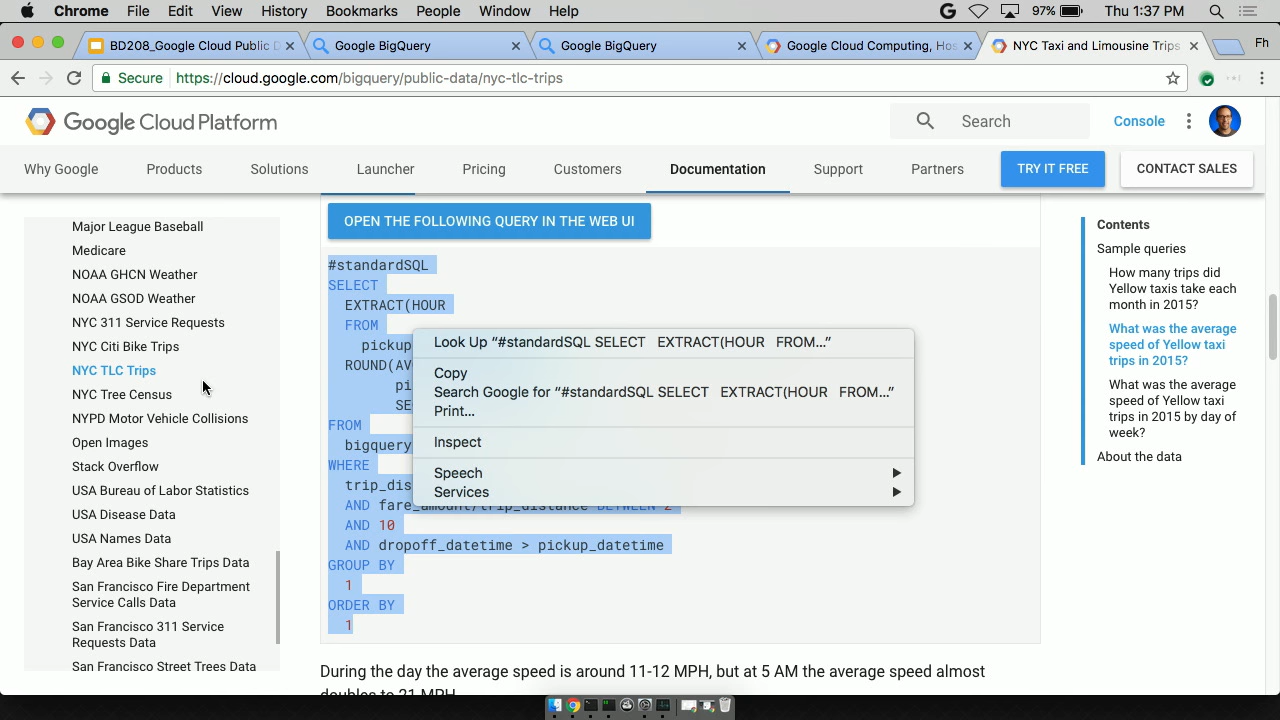 Chrome File Edit View History Bookmarks People Window Help 97% Thu 1:37 PM
BD208_Google Cloud Public D Google BigQuery Google BigQuery Google Cloud Computing, Hos NYC Taxi and Limousine Trips Fh
Secure https://cloud.google.com/bigquery/public-data/nyc-tlc-trips
Google Cloud Platform Search Console
Why Google Products Solutions Launcher Pricing Customers Documentation Support Partners TRY IT FREE CONTACT SALES
Major League Baseball
Medicare
NOAA GHCN Weather
NOAA GSOD Weather
NYC 311 Service Requests
NYC Citi Bike Trips
NYC TLC Trips
NYC Tree Census
NYPD Motor Vehicle Collisions
Open Images
Stack Overflow
USA Bureau of Labor Statistics
USA Disease Data
USA Names Data
Bay Area Bike Share Trips Data
San Francisco Fire Department
Service Calls Data
San Francisco 311 Service
Requests Data
San Francisco Street Trees Data
OPEN THE FOLLOWING QUERY IN THE WEB UI
#standardSQL
SELECT
EXTRACT(HOUR
FROM
pickup
ROUND(AV
pi
SE
FROM
bigquery
WHERE
trip_dis
AND fare_amount/trip_distance BETWEEN 2
AND 10
AND dropoff_datetime > pickup_datetime
GROUP BY
1
ORDER BY
1
Look Up “#standardSQL SELECT EXTRACT(HOUR FROM...”
Copy
Search Google for “#standardSQL SELECT EXTRACT(HOUR FROM...”
Print...
Inspect
Speech
Services
During the day the average speed is around 11-12 MPH, but at 5 AM the average speed almost
doubles to 21 MPH.
Contents
Sample queries
How many trips did
Yellow taxis take each
month in 2015?
What was the average
speed of Yellow taxi
trips in 2015?
What was the average
speed of Yellow taxi
trips in 2015 by day of
week?
About the data